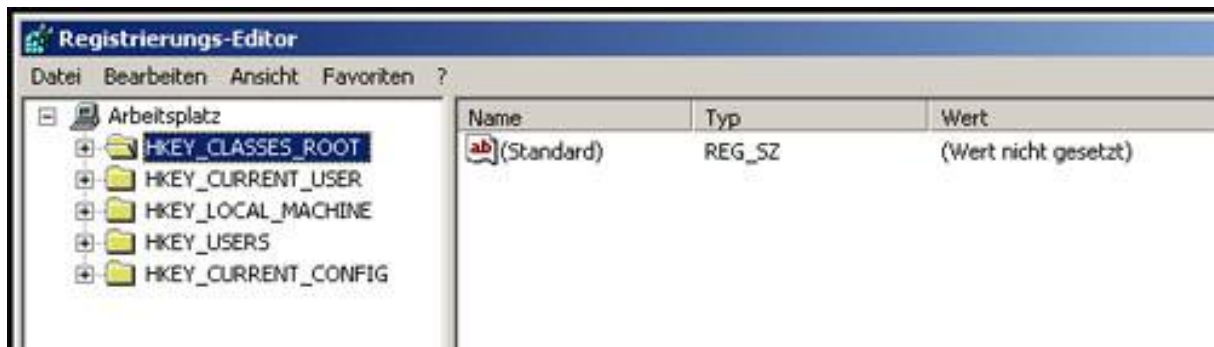 Registrierungs-Editor
Datei Bearbeiten Ansicht Favoriten ?
Arbeitsplatz
HKEY_CLASSES_ROOT
HKEY_CURRENT_USER
HKEY_LOCAL_MACHINE
HKEY_USERS
HKEY_CURRENT_CONFIG
Name Typ Wert
ab (Standard) REG_SZ (Wert nicht gesetzt)